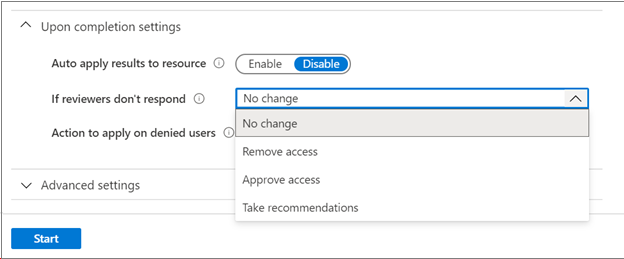 Upon completion settings
Auto apply results to resource Enable Disable
If reviewers don't respond No change
No change
Action to apply on denied users
Remove access
Approve access
Advanced settings
Take recommendations
Start